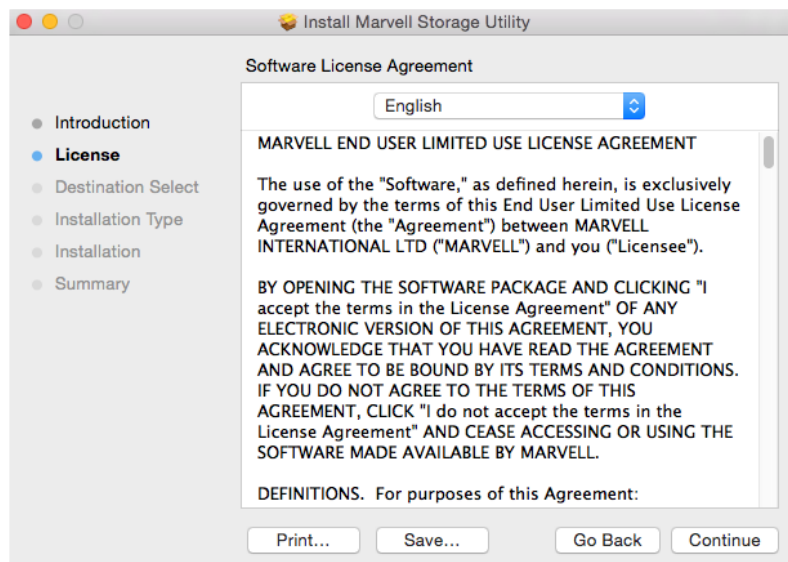 Install Marvell Storage Utility
Software License Agreement
Introduction
License
Destination Select
Installation Type
Installation
Summary
English
MARVELL END USER LIMITED USE LICENSE AGREEMENT
The use of the "Software," as defined herein, is exclusively
governed by the terms of this End User Limited Use License
Agreement (the "Agreement") between MARVELL
INTERNATIONAL LTD ("MARVELL") and you ("Licensee").
BY OPENING THE SOFTWARE PACKAGE AND CLICKING "I
accept the terms in the License Agreement" OF ANY
ELECTRONIC VERSION OF THIS AGREEMENT, YOU
ACKNOWLEDGE THAT YOU HAVE READ THE AGREEMENT
AND AGREE TO BE BOUND BY ITS TERMS AND CONDITIONS.
IF YOU DO NOT AGREE TO THE TERMS OF THIS
AGREEMENT, CLICK "I do not accept the terms in the
License Agreement" AND CEASE ACCESSING OR USING THE
SOFTWARE MADE AVAILABLE BY MARVELL.
DEFINITIONS.  For purposes of this Agreement:
Print...
Save...
Go Back
Continue